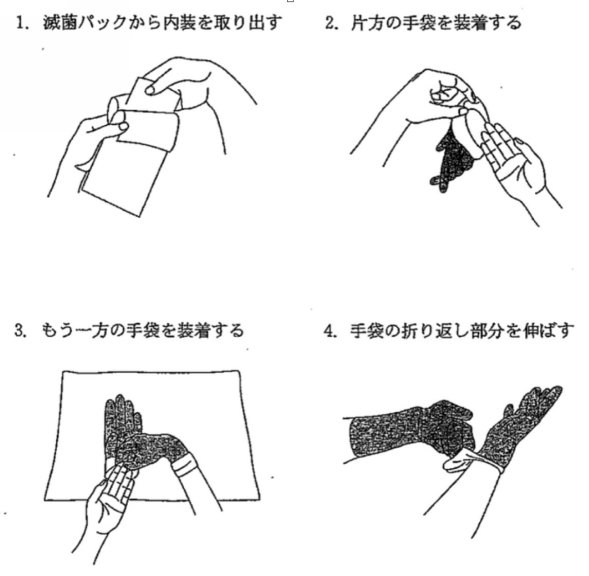 1. 滅菌パックから内装を取り出す
2. 片方の手袋を装着する
3. もう一方の手袋を装着する
4. 手袋の折り返し部分を伸ばす